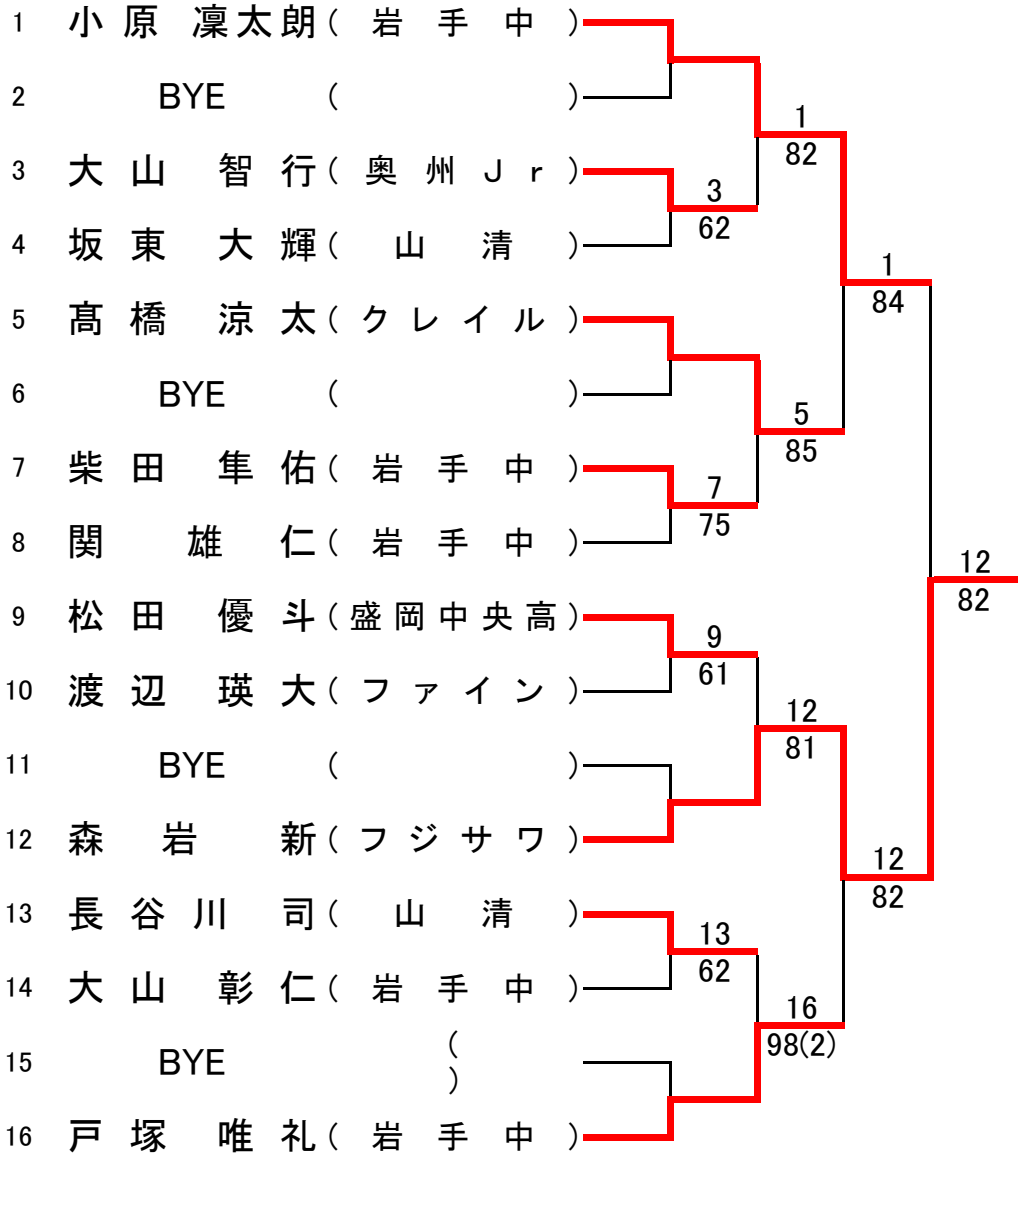 1 小原 凜太朗 (岩手中)
2 BYE ( )
1
82
3 大山 智行 (奥州Jr)
3
62
4 坂東 大輝 (山清)
1
84
5 髙橋 涼太 (クレイル)
6 BYE ( )
5
85
7 柴田 隼佑 (岩手中)
7
75
8 関 雄仁 (岩手中)
12
82
9 松田 優斗 (盛岡中央高)
9
61
10 渡辺 瑛大 (ファイン)
12
81
11 BYE ( )
12 森岩 新 (フジサワ)
12
82
13 長谷川 司 (山清)
13
62
14 大山 彰仁 (岩手中)
16
98(2)
15 BYE ( )
16 戸塚 唯礼 (岩手中)